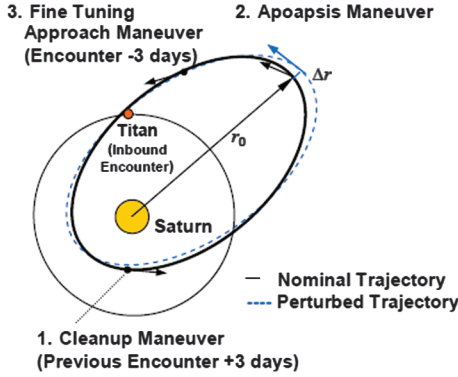 3. Fine Tuning
Approach Maneuver
(Encounter -3 days)
2. Apoapsis Maneuver
Δr
r₀
Titan
(Inbound
Encounter)
Saturn
Nominal Trajectory
Perturbed Trajectory
1. Cleanup Maneuver
(Previous Encounter +3 days)